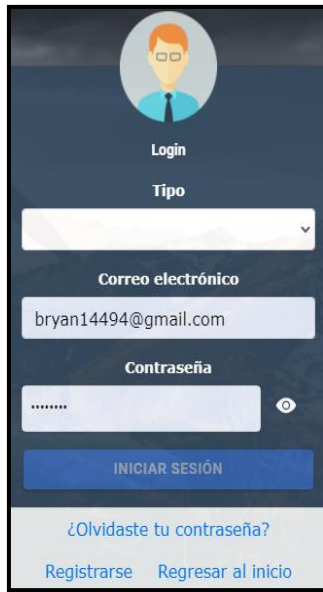 Login
Tipo
Correo electrónico
bryan14494@gmail.com
Contraseña
••••••••
INICIAR SESIÓN
¿Olvidaste tu contraseña?
Registrarse Regresar al inicio